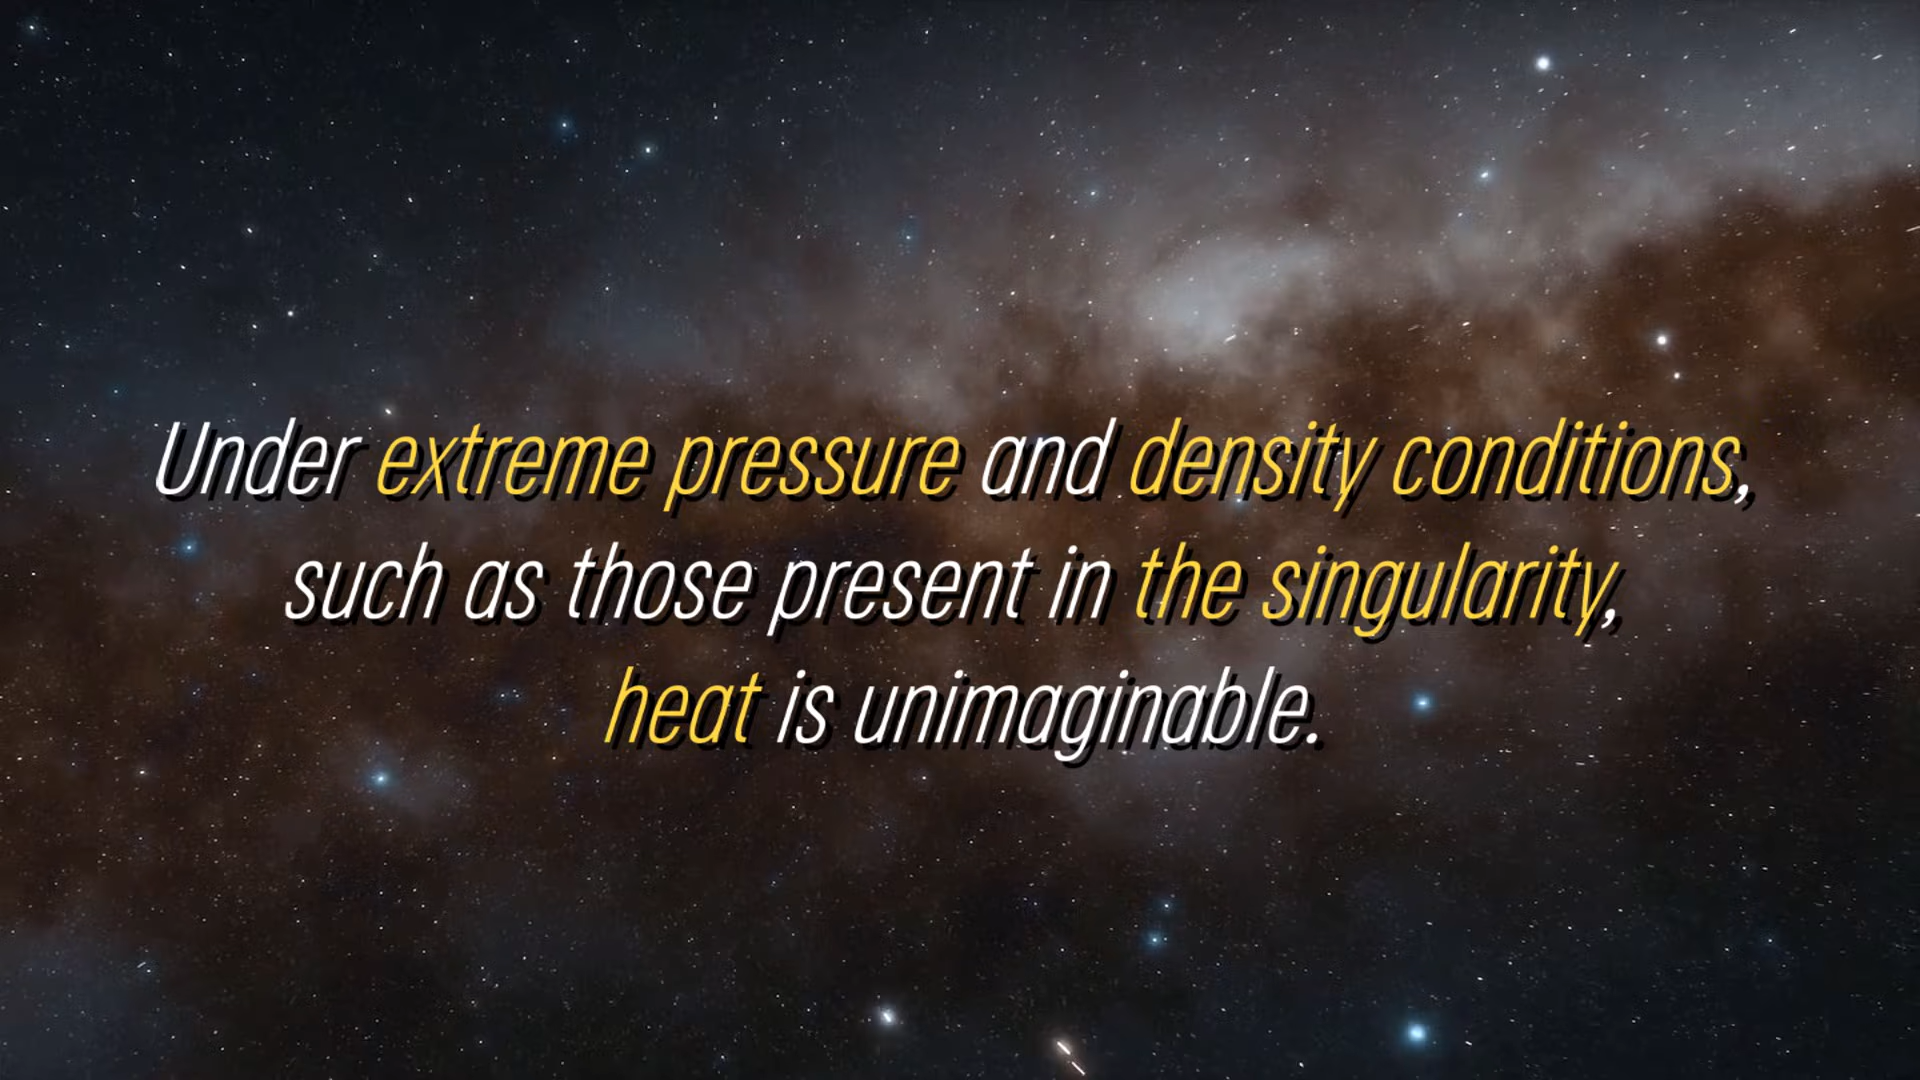 Under extreme pressure and density conditions,
such as those present in the singularity,
heat is unimaginable.